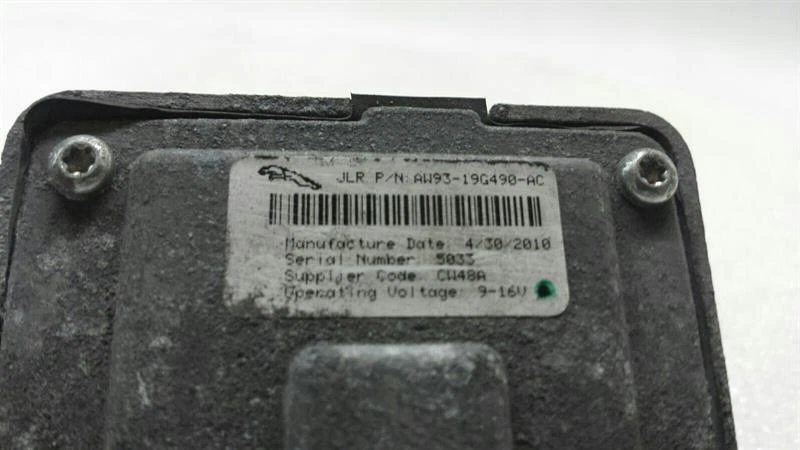 JLR P/N: AW93-19G490-AC
Manufacture Date: 4/30/2010
Serial Number: 5033
Supplier Code: CW48A
Operating Voltage: 9-16V